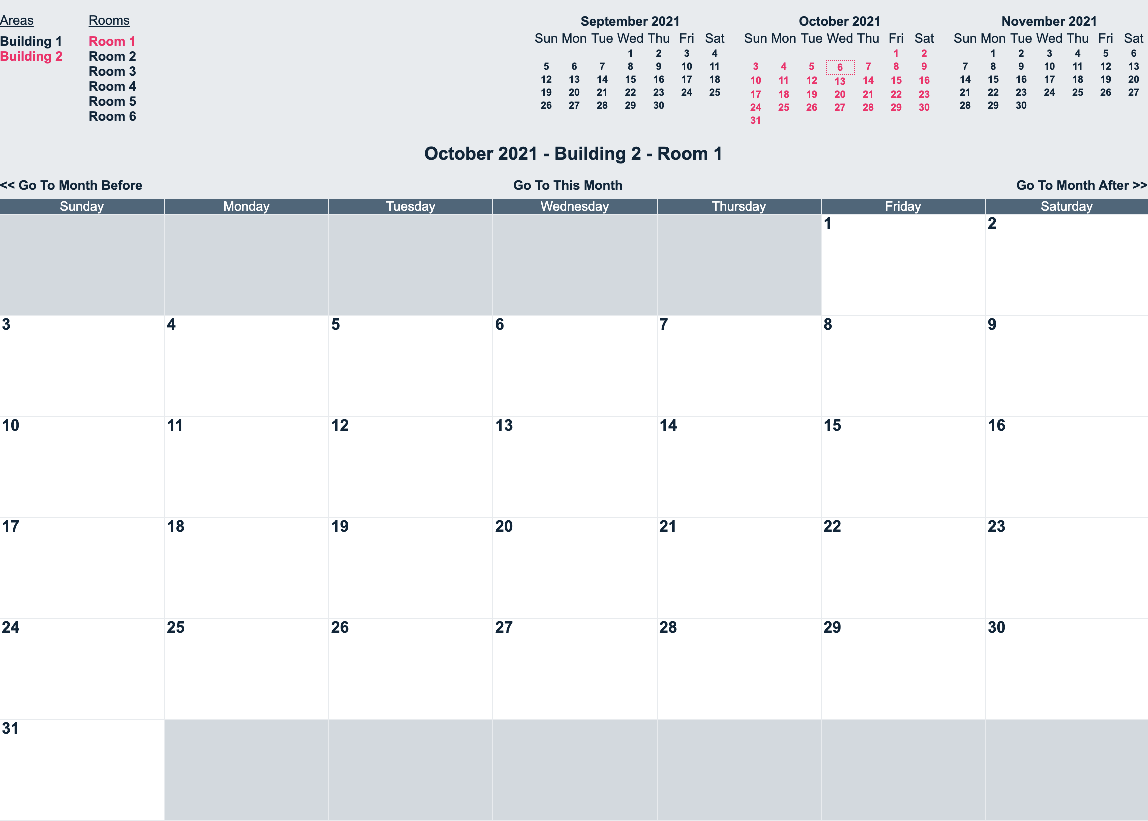 Areas
Building 1
Building 2
Rooms
Room 1
Room 2
Room 3
Room 4
Room 5
Room 6
September 2021
Sun Mon Tue Wed Thu Fri Sat
1 2 3 4
5 6 7 8 9 10 11
12 13 14 15 16 17 18
19 20 21 22 23 24 25
26 27 28 29 30
October 2021
Sun Mon Tue Wed Thu Fri Sat
1 2
3 4 5 6 7 8 9
10 11 12 13 14 15 16
17 18 19 20 21 22 23
24 25 26 27 28 29 30
31
November 2021
Sun Mon Tue Wed Thu Fri Sat
1 2 3 4 5 6
7 8 9 10 11 12 13
14 15 16 17 18 19 20
21 22 23 24 25 26 27
28 29 30
October 2021 - Building 2 - Room 1
<< Go To Month Before Go To This Month Go To Month After >>
Sunday Monday Tuesday Wednesday Thursday Friday Saturday
1 2
3 4 5 6 7 8 9
10 11 12 13 14 15 16
17 18 19 20 21 22 23
24 25 26 27 28 29 30
31